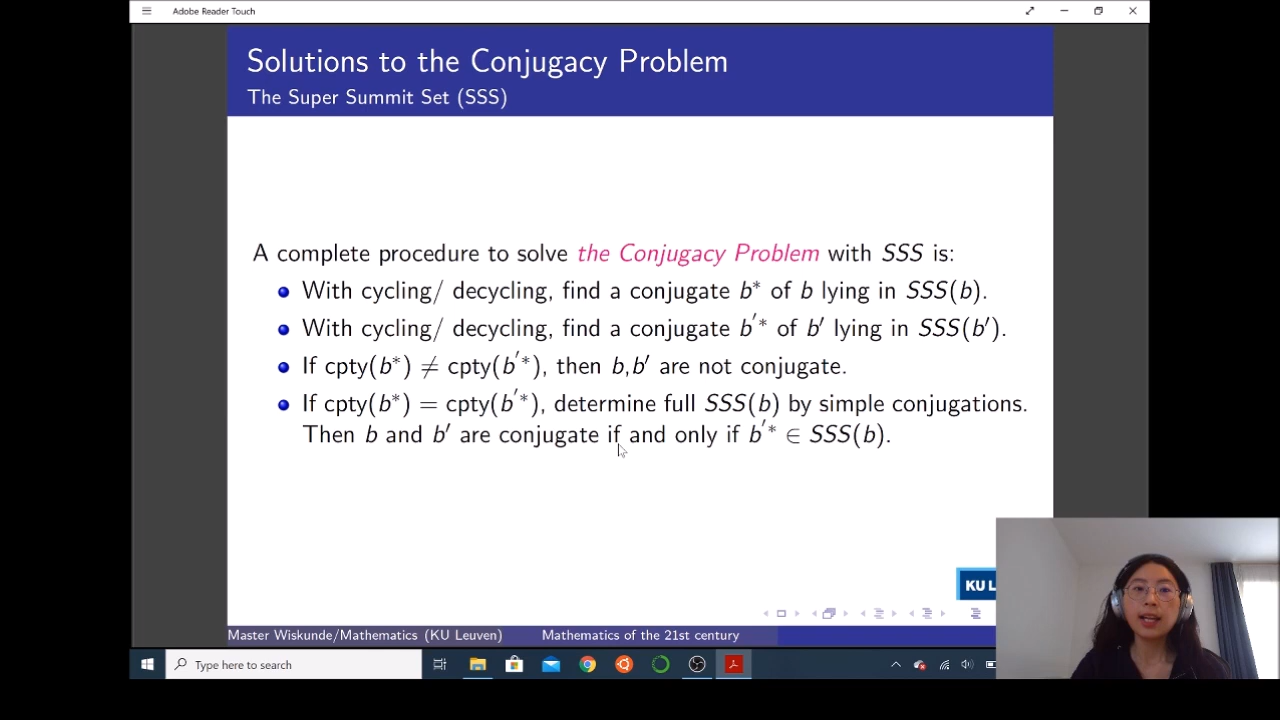 Adobe Reader Touch
Solutions to the Conjugacy Problem
The Super Summit Set (SSS)
A complete procedure to solve the Conjugacy Problem with SSS is:
With cycling/ decycling, find a conjugate b* of b lying in SSS(b).
With cycling/ decycling, find a conjugate b'* of b' lying in SSS(b').
If cpty(b*) ≠ cpty(b'*), then b,b' are not conjugate.
If cpty(b*) = cpty(b'*), determine full SSS(b) by simple conjugations.
Then b and b' are conjugate if and only if b'* ∈ SSS(b).
KU L
Master Wiskunde/Mathematics (KU Leuven) Mathematics of the 21st century
Type here to search